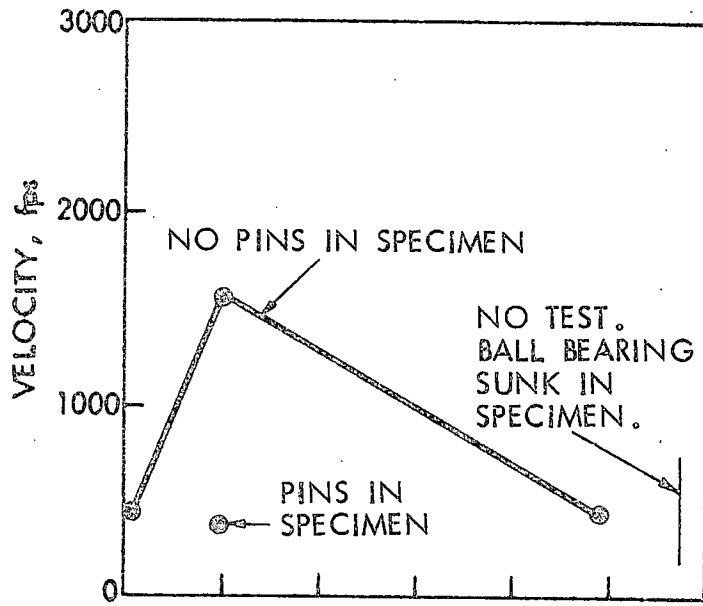 3000
2000
1000
0
VELOCITY, fps
NO PINS IN SPECIMEN
NO TEST.
BALL BEARING
SUNK IN
SPECIMEN.
PINS IN
SPECIMEN